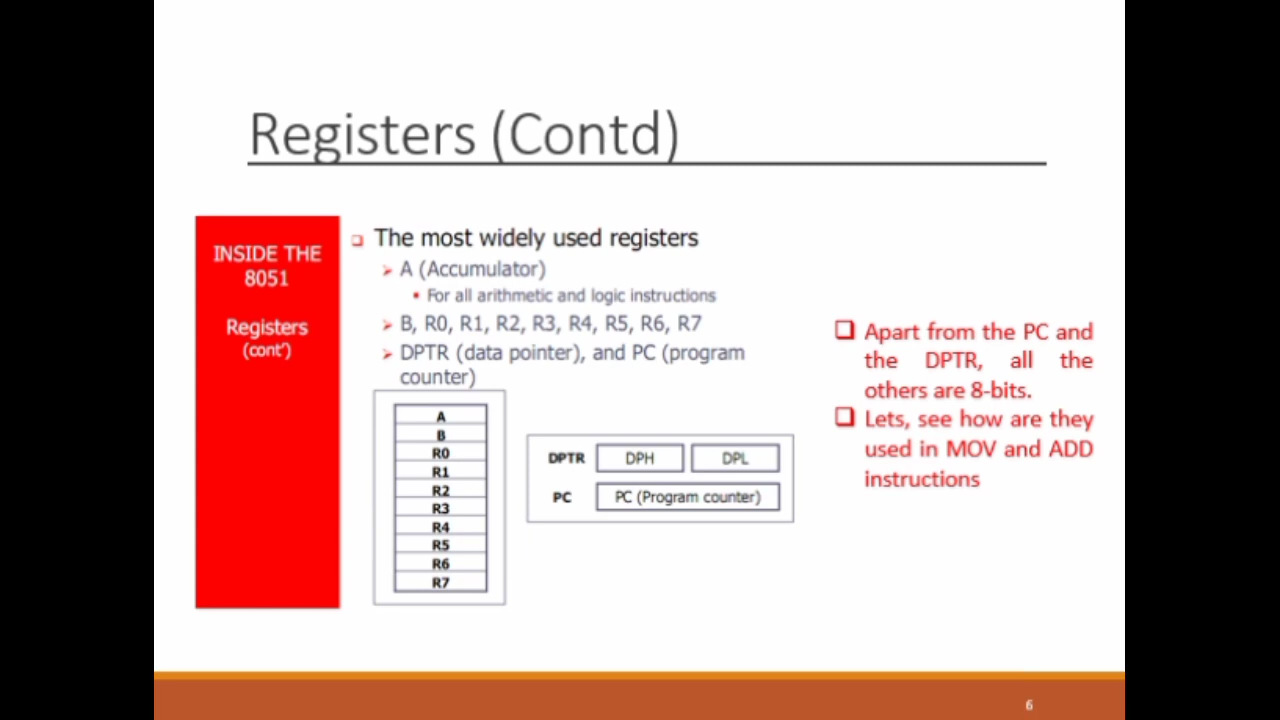 Registers (Contd)
INSIDE THE
8051
Registers
(cont')
❑ The most widely used registers
➢ A (Accumulator)
▪ For all arithmetic and logic instructions
➢ B, R0, R1, R2, R3, R4, R5, R6, R7
➢ DPTR (data pointer), and PC (program
counter)
A
B
R0
R1
R2
R3
R4
R5
R6
R7
DPTR DPH DPL
PC PC (Program counter)
❑ Apart from the PC and
the DPTR, all the
others are 8-bits.
❑ Lets, see how are they
used in MOV and ADD
instructions
6